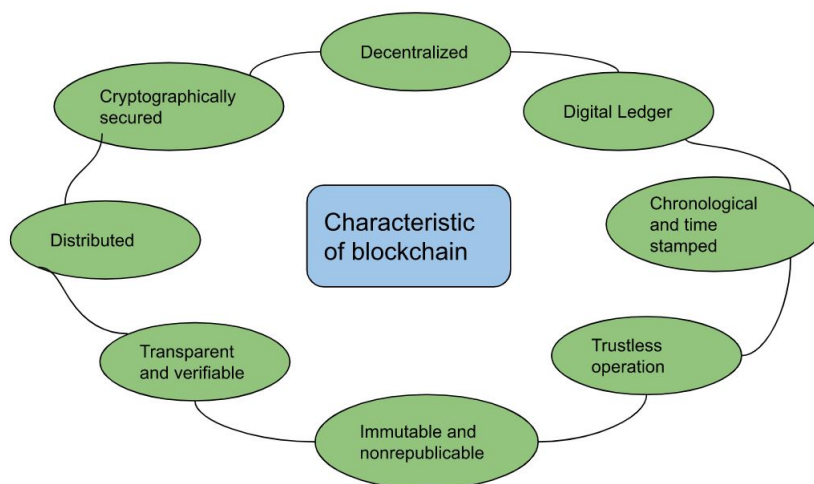 Decentralized
Cryptographically
secured
Digital Ledger
Characteristic
of blockchain
Chronological
and time
stamped
Distributed
Transparent
and verifiable
Trustless
operation
Immutable and
nonrepublicable